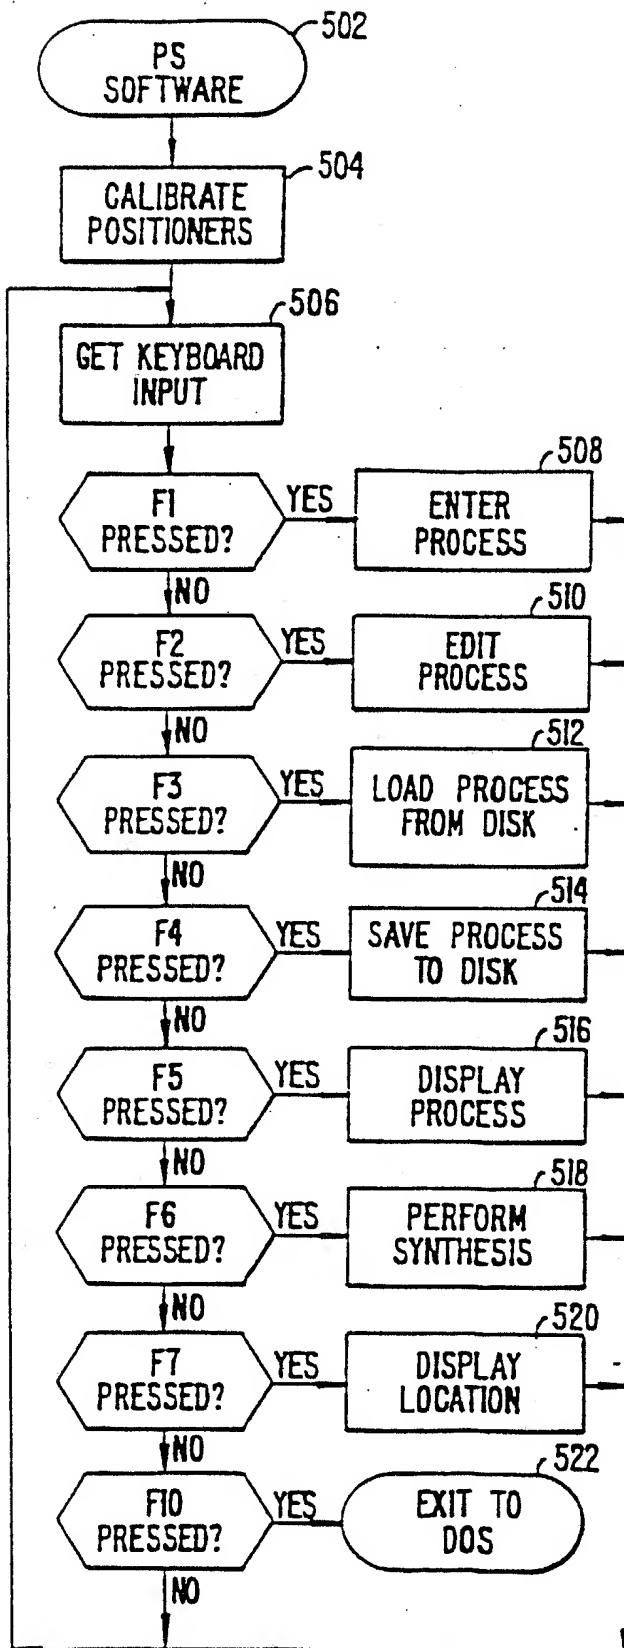 502
PS
SOFTWARE
504
CALIBRATE
POSITIONERS
506
GET KEYBOARD
INPUT
508
F1
PRESSED?
YES
ENTER
PROCESS
NO
510
F2
PRESSED?
YES
EDIT
PROCESS
NO
512
F3
PRESSED?
YES
LOAD PROCESS
FROM DISK
NO
514
F4
PRESSED?
YES
SAVE PROCESS
TO DISK
NO
516
F5
PRESSED?
YES
DISPLAY
PROCESS
NO
518
F6
PRESSED?
YES
PERFORM
SYNTHESIS
NO
520
F7
PRESSED?
YES
DISPLAY
LOCATION
NO
522
F10
PRESSED?
YES
EXIT TO
DOS
NO